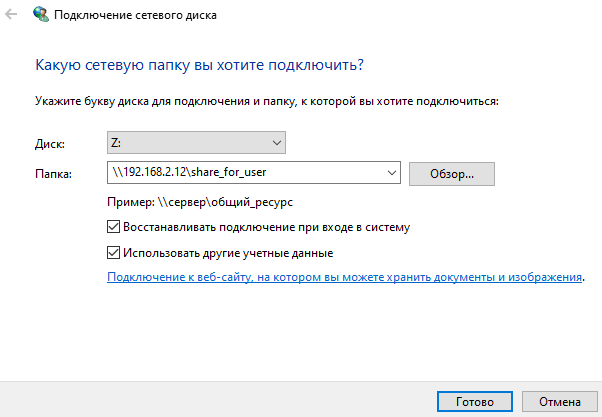 Подключение сетевого диска
Какую сетевую папку вы хотите подключить?
Укажите букву диска для подключения и папку, к которой вы хотите подключиться:
Диск: Z:
Папка: \\192.168.2.12\share_for_user Обзор...
Пример: \\сервер\общий_ресурс
Восстанавливать подключение при входе в систему
Использовать другие учетные данные
Подключение к веб-сайту, на котором вы можете хранить документы и изображения.
Готово Отмена